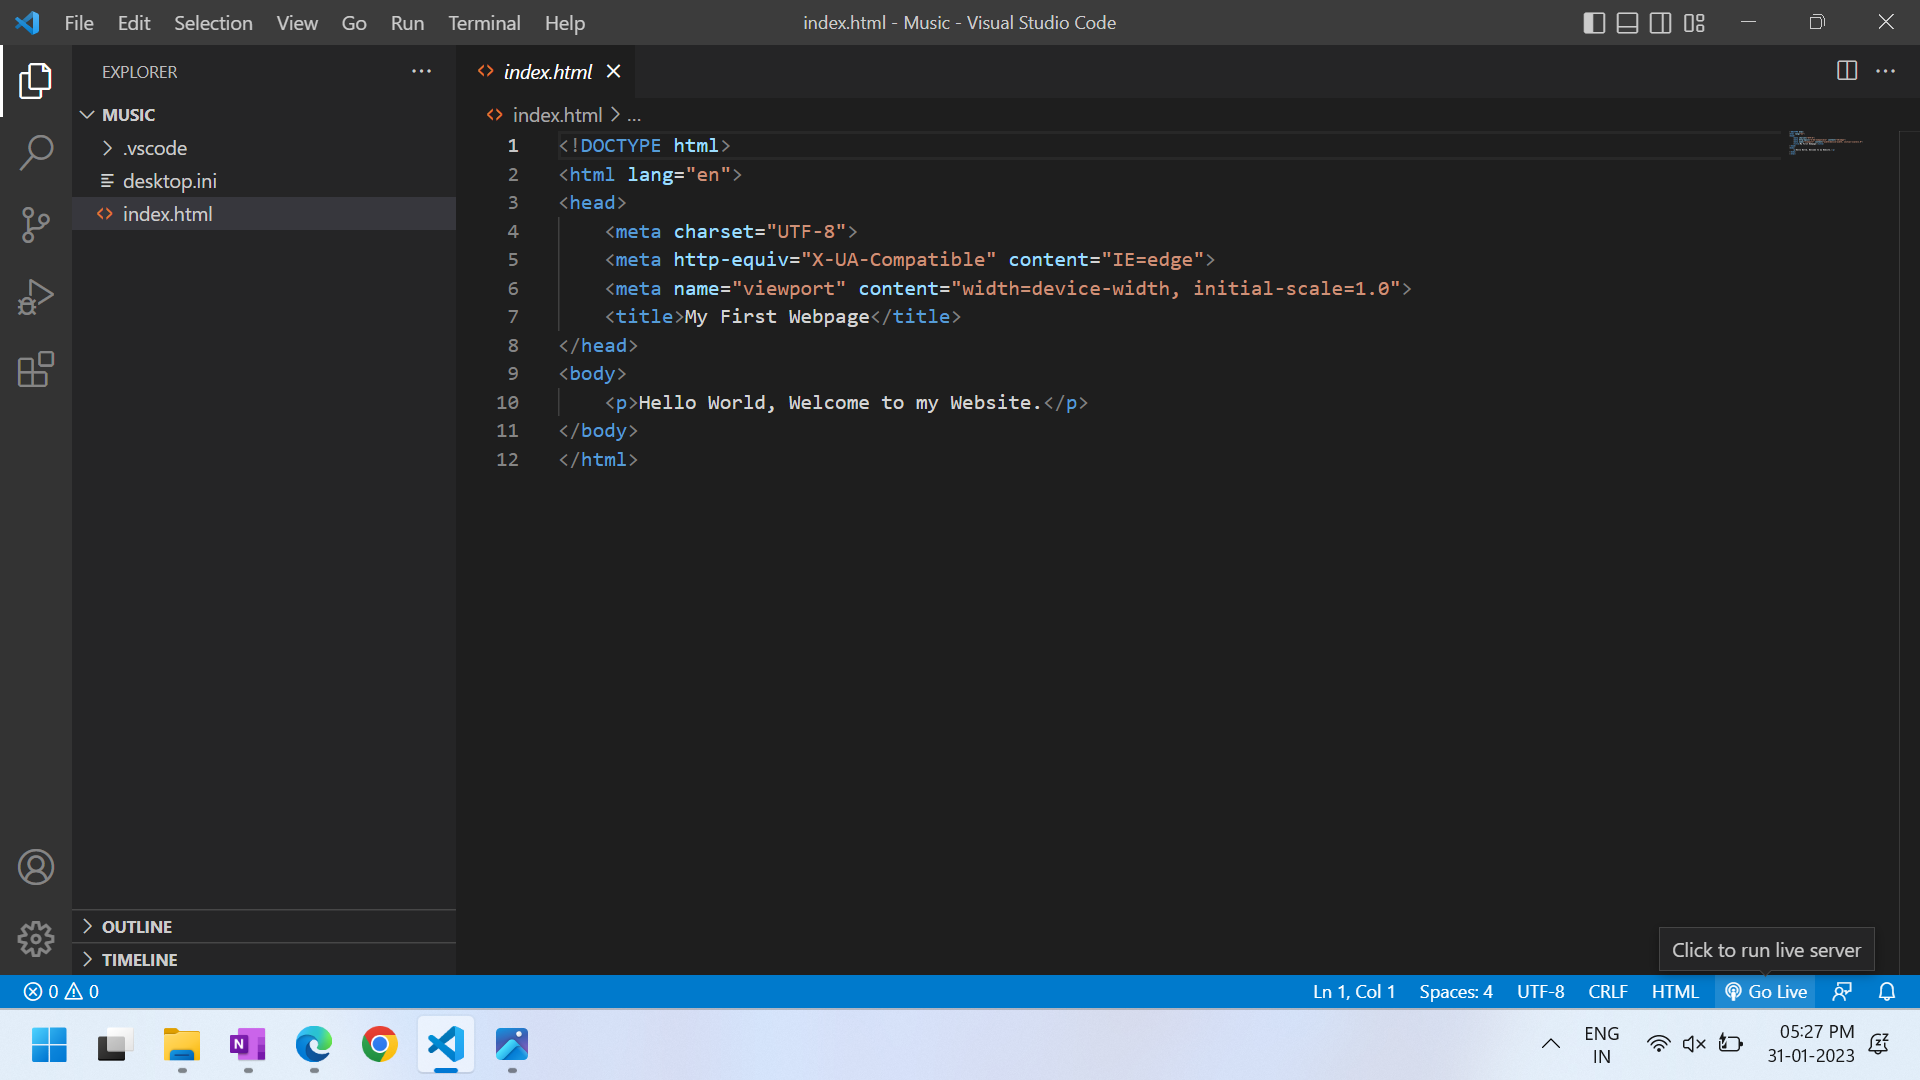 File Edit Selection View Go Run Terminal Help
index.html - Music - Visual Studio Code
EXPLORER
MUSIC
.vscode
desktop.ini
index.html
OUTLINE
TIMELINE
index.html
index.html > ...
1 <!DOCTYPE html>
2 <html lang="en">
3 <head>
4     <meta charset="UTF-8">
5     <meta http-equiv="X-UA-Compatible" content="IE=edge">
6     <meta name="viewport" content="width=device-width, initial-scale=1.0">
7     <title>My First Webpage</title>
8 </head>
9 <body>
10     <p>Hello World, Welcome to my Website.</p>
11 </body>
12 </html>
Click to run live server
0 0
Ln 1, Col 1 Spaces: 4 UTF-8 CRLF HTML Go Live
N
ENG
IN
05:27 PM
31-01-2023